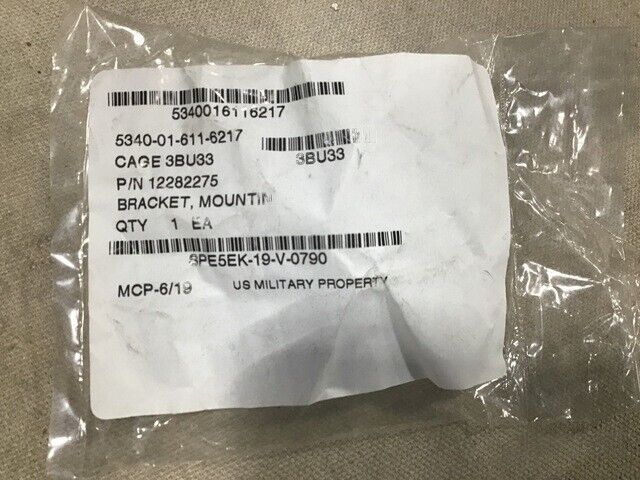 5340016116217
5340-01-611-6217
CAGE 3BU33 3BU33
P/N 12282275
BRACKET, MOUNTIN
QTY 1 EA
SPE5EK-19-V-0790
MCP-6/19 US MILITARY PROPERTY